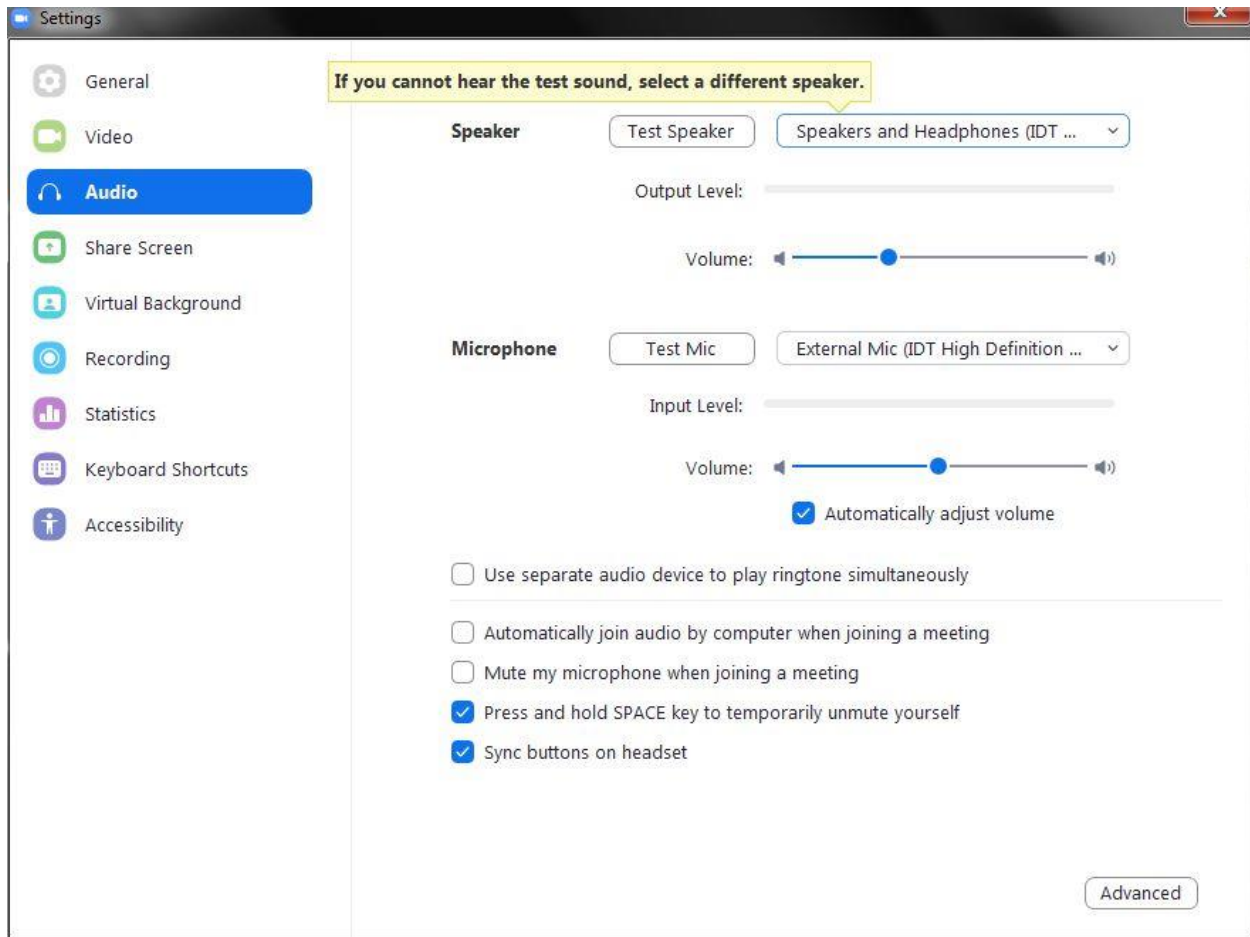 Settings
General
Video
Audio
Share Screen
Virtual Background
Recording
Statistics
Keyboard Shortcuts
Accessibility
If you cannot hear the test sound, select a different speaker.
Speaker Test Speaker Speakers and Headphones (IDT ...
Output Level:
Volume:
Microphone Test Mic External Mic (IDT High Definition ...
Input Level:
Volume:
Automatically adjust volume
Use separate audio device to play ringtone simultaneously
Automatically join audio by computer when joining a meeting
Mute my microphone when joining a meeting
Press and hold SPACE key to temporarily unmute yourself
Sync buttons on headset
Advanced